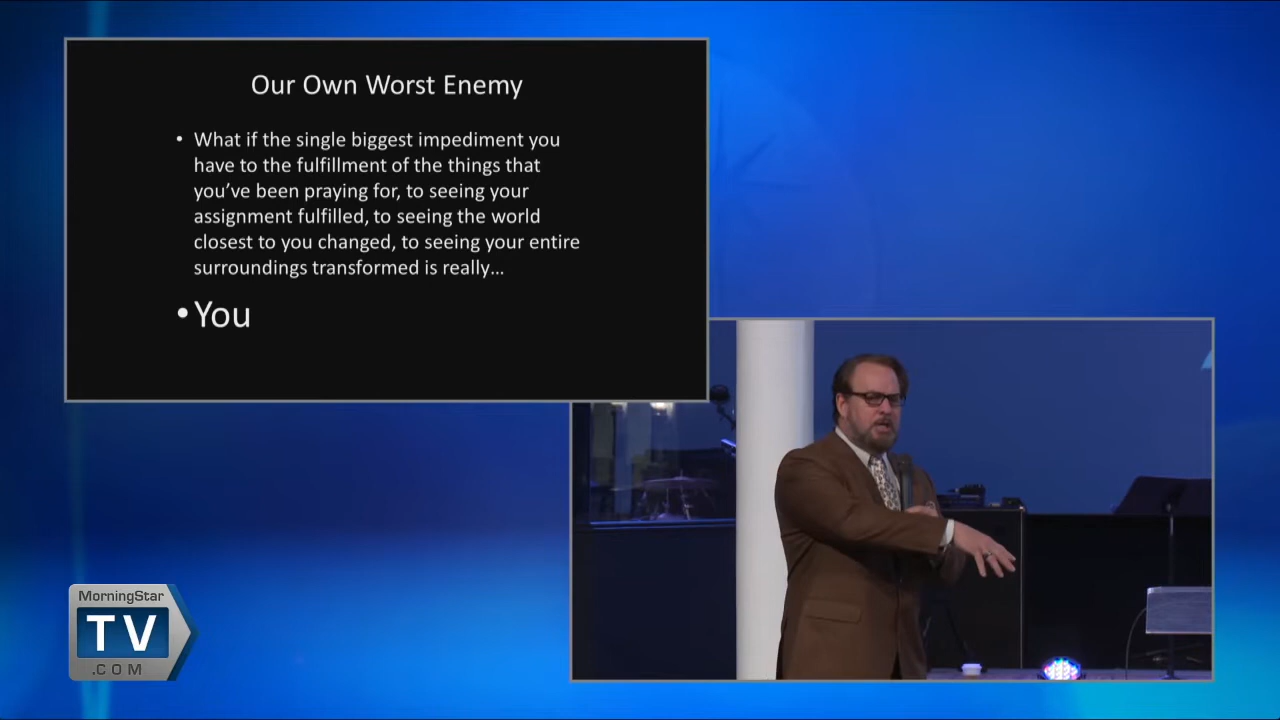 Our Own Worst Enemy
• What if the single biggest impediment you
have to the fulfillment of the things that
you've been praying for, to seeing your
assignment fulfilled, to seeing the world
closest to you changed, to seeing your entire
surroundings transformed is really...
• You
MorningStar
TV
.COM